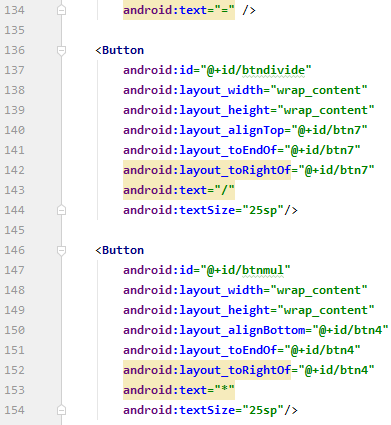 134 android:text="=" />
135
136 <Button
137 android:id="@+id/btndivide"
138 android:layout_width="wrap_content"
139 android:layout_height="wrap_content"
140 android:layout_alignTop="@+id/btn7"
141 android:layout_toEndOf="@+id/btn7"
142 android:layout_toRightOf="@+id/btn7"
143 android:text="/"
144 android:textSize="25sp"/>
145
146 <Button
147 android:id="@+id/btnmul"
148 android:layout_width="wrap_content"
149 android:layout_height="wrap_content"
150 android:layout_alignBottom="@+id/btn4"
151 android:layout_toEndOf="@+id/btn4"
152 android:layout_toRightOf="@+id/btn4"
153 android:text="*"
154 android:textSize="25sp"/>